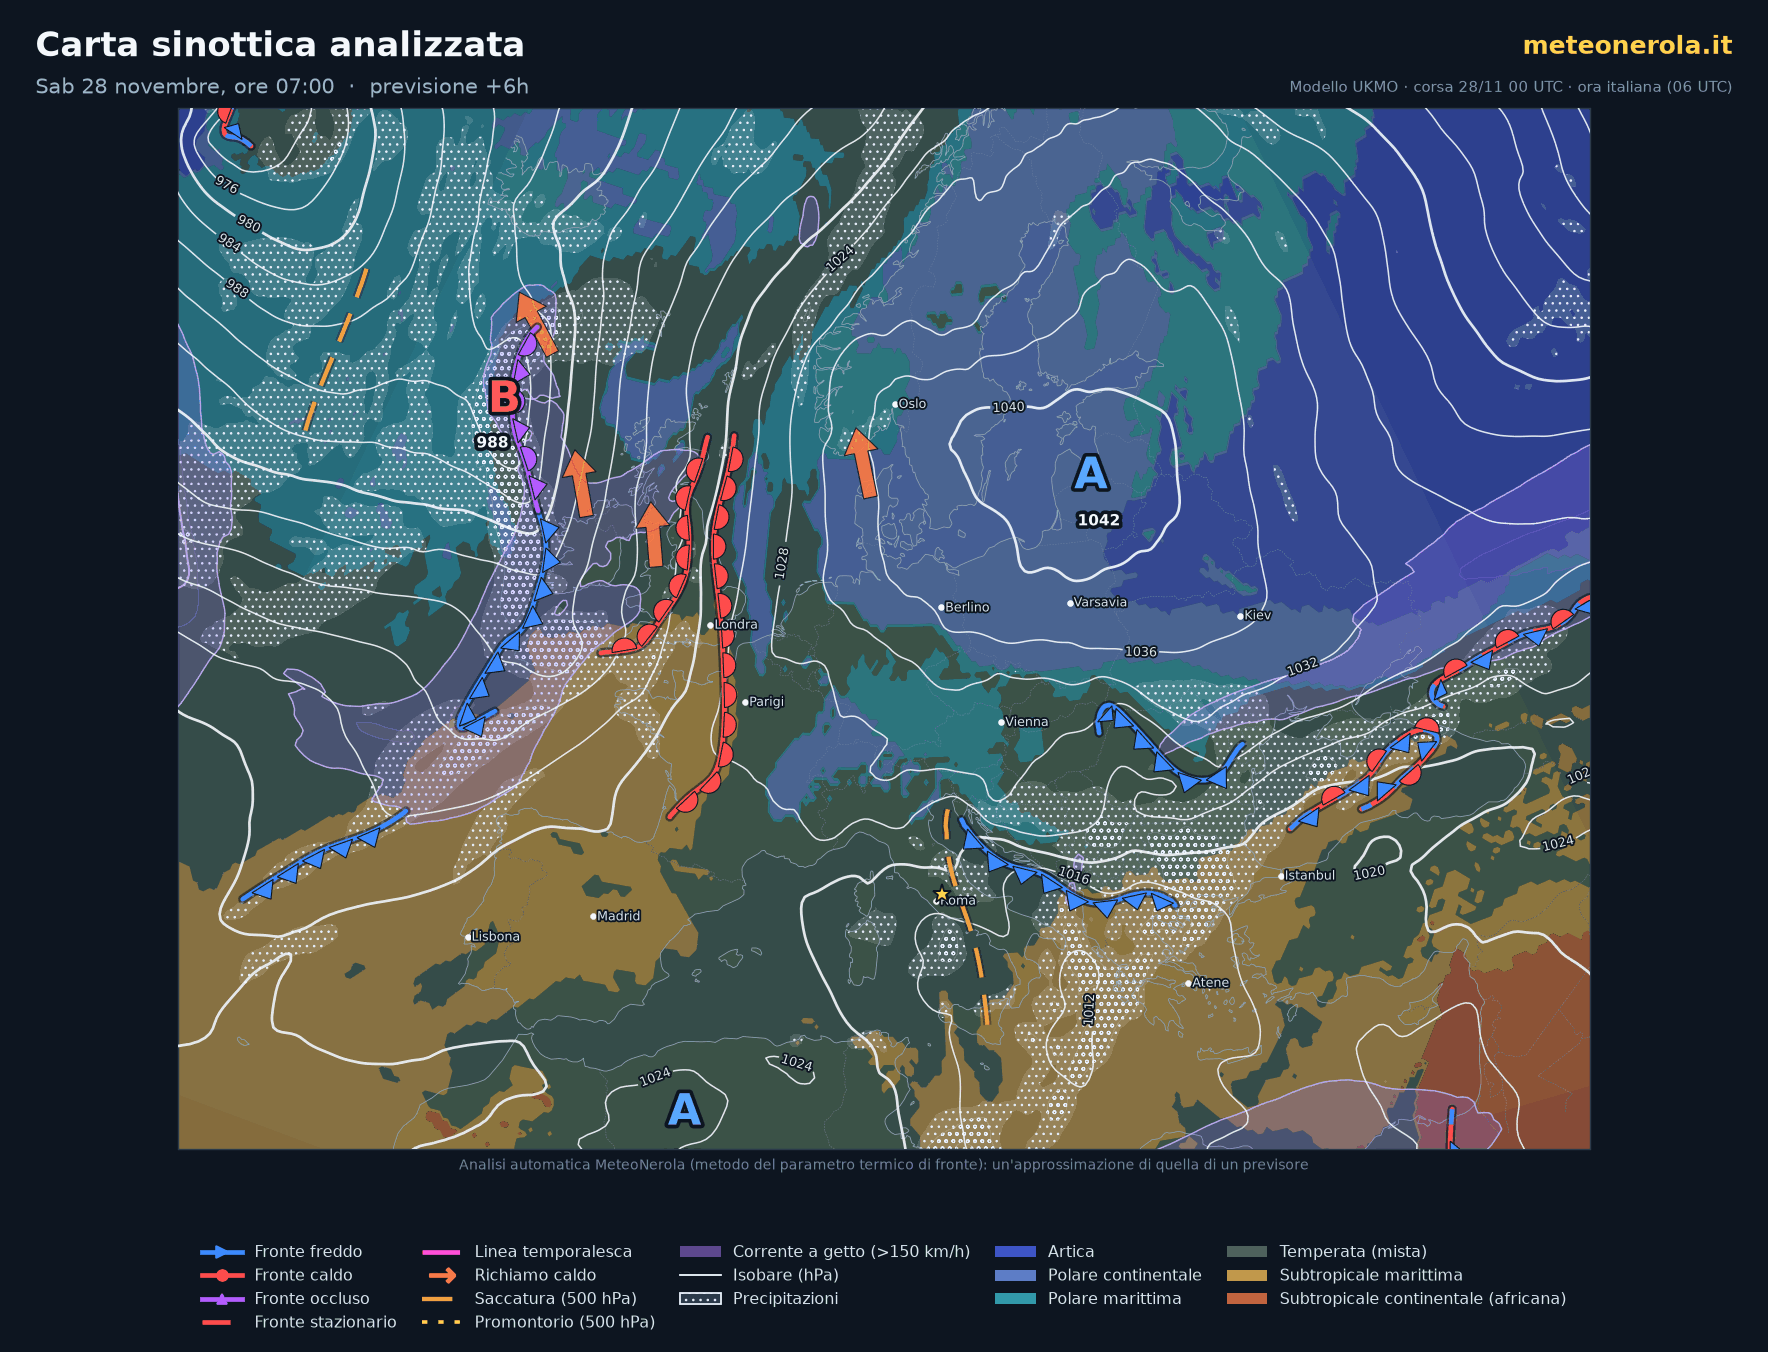 Carta sinottica analizzata
meteonerola.it
Sab 28 novembre, ore 07:00 · previsione +6h
Modello UKMO · corsa 28/11 00 UTC · ora italiana (06 UTC)
976
980
984
988
1024
B
988
Oslo
1040
A
1042
1028
Berlino
Varsavia
Kiev
Londra
1036
1032
Parigi
Vienna
102
1024
1016
1020
Istanbul
Roma
Madrid
Lisbona
Atene
1012
1024
1024
A
Analisi automatica MeteoNerola (metodo del parametro termico di fronte): un'approssimazione di quella di un previsore
Fronte freddo
Linea temporalesca
Corrente a getto (>150 km/h)
Artica
Temperata (mista)
Fronte caldo
Richiamo caldo
Isobare (hPa)
Polare continentale
Subtropicale marittima
Fronte occluso
Saccatura (500 hPa)
Precipitazioni
Polare marittima
Subtropicale continentale (africana)
Fronte stazionario
Promontorio (500 hPa)